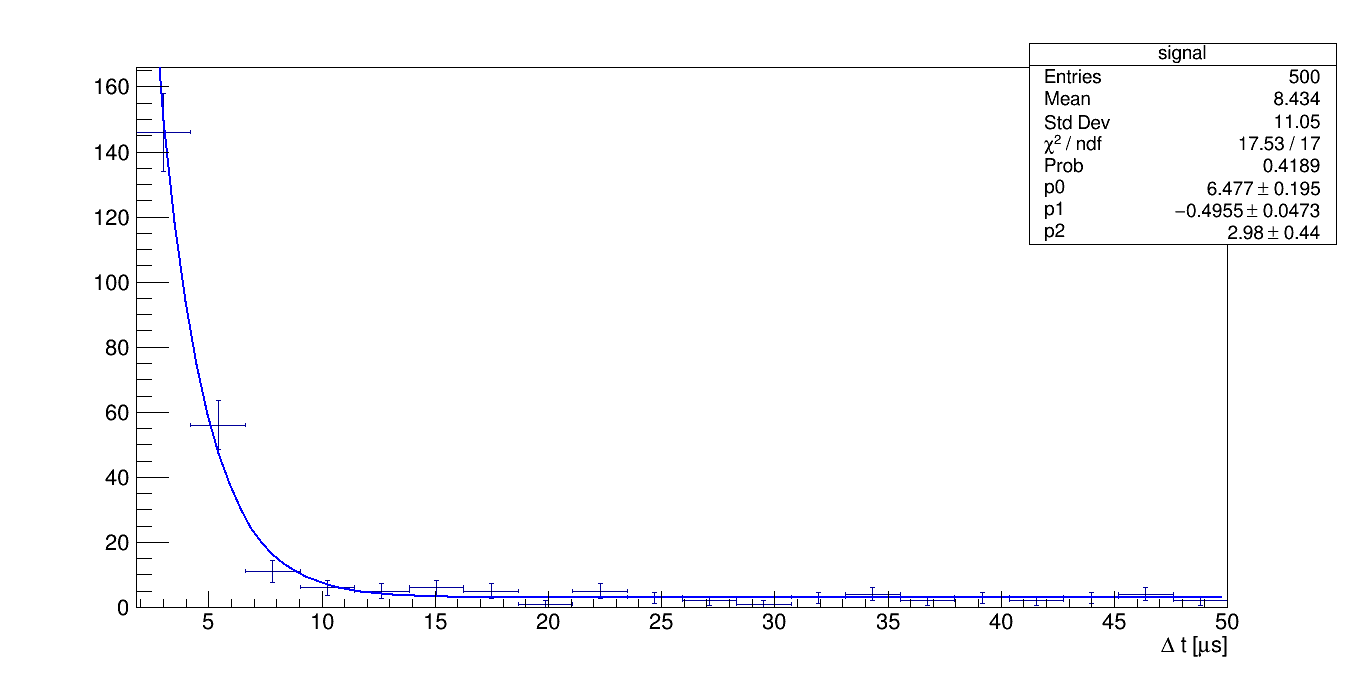 signal
Entries 500
Mean 8.434
Std Dev 11.05
χ² / ndf 17.53 / 17
Prob 0.4189
p0 6.477 ± 0.195
p1 −0.4955 ± 0.0473
p2 2.98 ± 0.44
160
140
120
100
80
60
40
20
0
5 10 15 20 25 30 35 40 45 50
Δ t [μs]